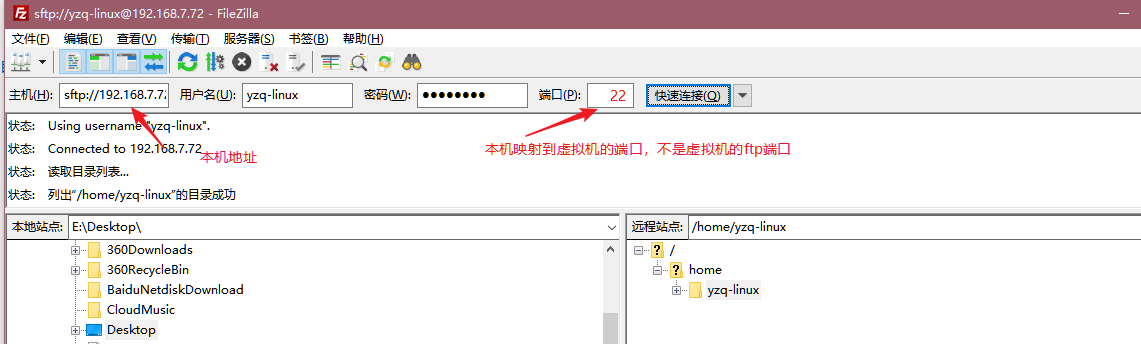 sftp://yzq-linux@192.168.7.72 - FileZilla
文件(F) 编辑(E) 查看(V) 传输(T) 服务器(S) 书签(B) 帮助(H)
主机(H): sftp://192.168.7.72 用户名(U): yzq-linux 密码(W): ●●●●●●●● 端口(P): 22 快速连接(Q)
状态: Using username "yzq-linux".
状态: Connected to 192.168.7.72
本机地址
本机映射到虚拟机的端口，不是虚拟机的ftp端口
状态: 读取目录列表...
状态: 列出"/home/yzq-linux"的目录成功
本地站点: E:\Desktop\
远程站点: /home/yzq-linux
360Downloads
360RecycleBin
BaiduNetdiskDownload
CloudMusic
Desktop
/
home
yzq-linux